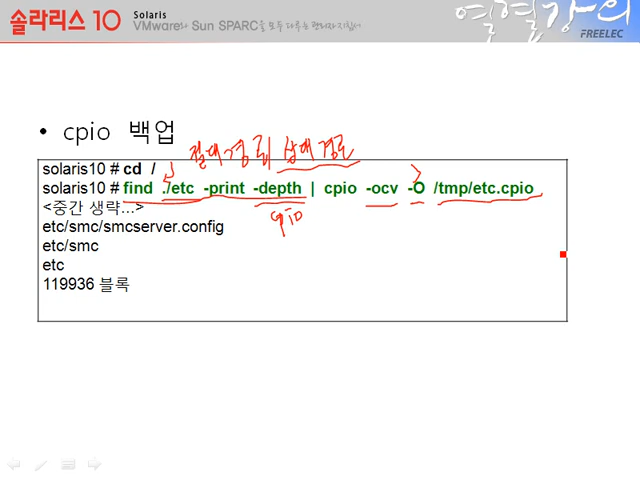 솔라리스 10
Solaris
VMware와 Sun SPARC을 모두 다루는 관리자 지침서
열혈강의
FREELEC
• cpio 백업
절대경로 상대경로
solaris10 # cd /
solaris10 # find ./etc -print -depth | cpio -ocv -O /tmp/etc.cpio
<중간 생략...>
cpio
etc/smc/smcserver.config
etc/smc
etc
119936 블록